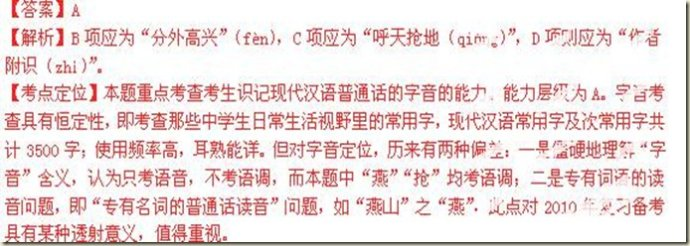 【答案】A
【解析】B 项应为“分外高兴”(fèn)，C 项应为“呼天抢地（qiāng）”，D 项则应为“作者
附识（zhì）”。
【考点定位】本题重点考查考生识记现代汉语普通话的字音的能力，能力层级为 A。字音考
查具有恒定性，即考查那些中学生日常生活视野里的常用字，现代汉语常用字及次常用字共
计 3500 字；使用频率高，耳熟能详。但对字音定位，历来有两种偏差：一是僵硬地理解“字
音”含义，认为只考语音，不考语调，而本题中“燕”“抢”均考语调；二是专有词语的读
音问题，即“专有名词的普通话读音”问题，如“燕山”之“燕”．此点对 2010 年复习备考
具有某种透射意义，值得重视。